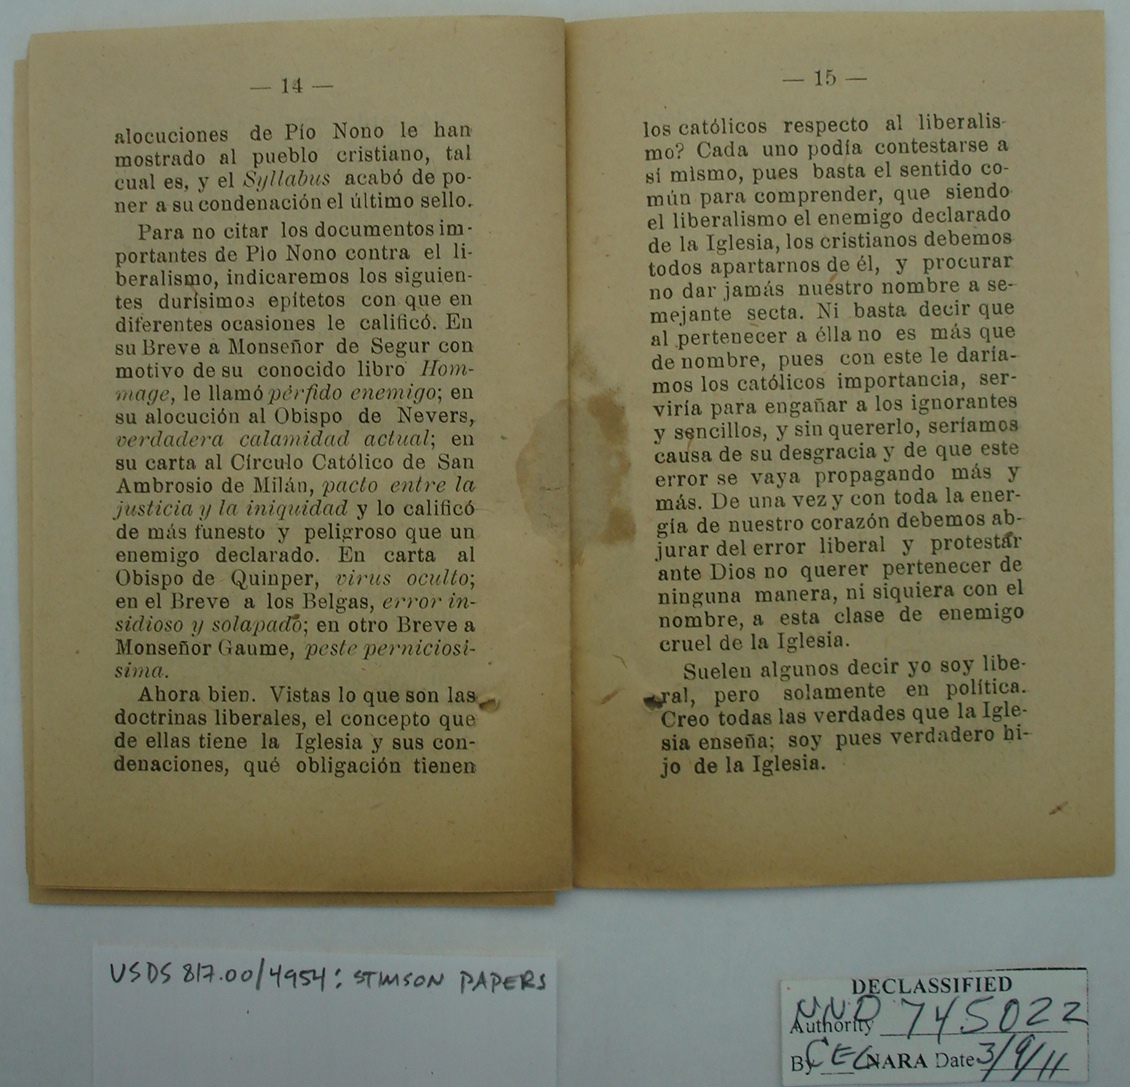 — 14 —
alocuciones de Pío Nono le han
mostrado al pueblo cristiano, tal
cual es, y el Syllabus acabó de po-
ner a su condenación el último sello.
Para no citar los documentos im-
portantes de Pío Nono contra el li-
beralismo, indicaremos los siguien-
tes durísimos epítetos con que en
diferentes ocasiones le calificó. En
su Breve a Monseñor de Segur con
motivo de su conocido libro Hom-
mage, le llamó pérfido enemigo; en
su alocución al Obispo de Nevers,
verdadera calamidad actual; en
su carta al Círculo Católico de San
Ambrosio de Milán, pacto entre la
justicia y la iniquidad y lo calificó
de más funesto y peligroso que un
enemigo declarado. En carta al
Obispo de Quinper, virus oculto;
en el Breve a los Belgas, error in-
sidioso y solapado; en otro Breve a
Monseñor Gaume, peste perniciosí-
sima.
Ahora bien. Vistas lo que son las
doctrinas liberales, el concepto que
de ellas tiene la Iglesia y sus con-
denaciones, qué obligación tienen
— 15 —
los católicos respecto al liberalis-
mo? Cada uno podía contestarse a
sí mismo, pues basta el sentido co-
mún para comprender, que siendo
el liberalismo el enemigo declarado
de la Iglesia, los cristianos debemos
todos apartarnos de él, y procurar
no dar jamás nuestro nombre a se-
mejante secta. Ni basta decir que
al pertenecer a élla no es más que
de nombre, pues con este le daría-
mos los católicos importancia, ser-
viría para engañar a los ignorantes
y sencillos, y sin quererlo, seríamos
causa de su desgracia y de que este
error se vaya propagando más y
más. De una vez y con toda la ener-
gía de nuestro corazón debemos ab-
jurar del error liberal y protestar
ante Dios no querer pertenecer de
ninguna manera, ni siquiera con el
nombre, a esta clase de enemigo
cruel de la Iglesia.
Suelen algunos decir yo soy libe-
ral, pero solamente en política.
Creo todas las verdades que la Igle-
sia enseña; soy pues verdadero hi-
jo de la Iglesia.
USDS 817.00/4954: STIMSON PAPERS
DECLASSIFIED
Authority NND 745022
By CEG NARA Date 3/9/11